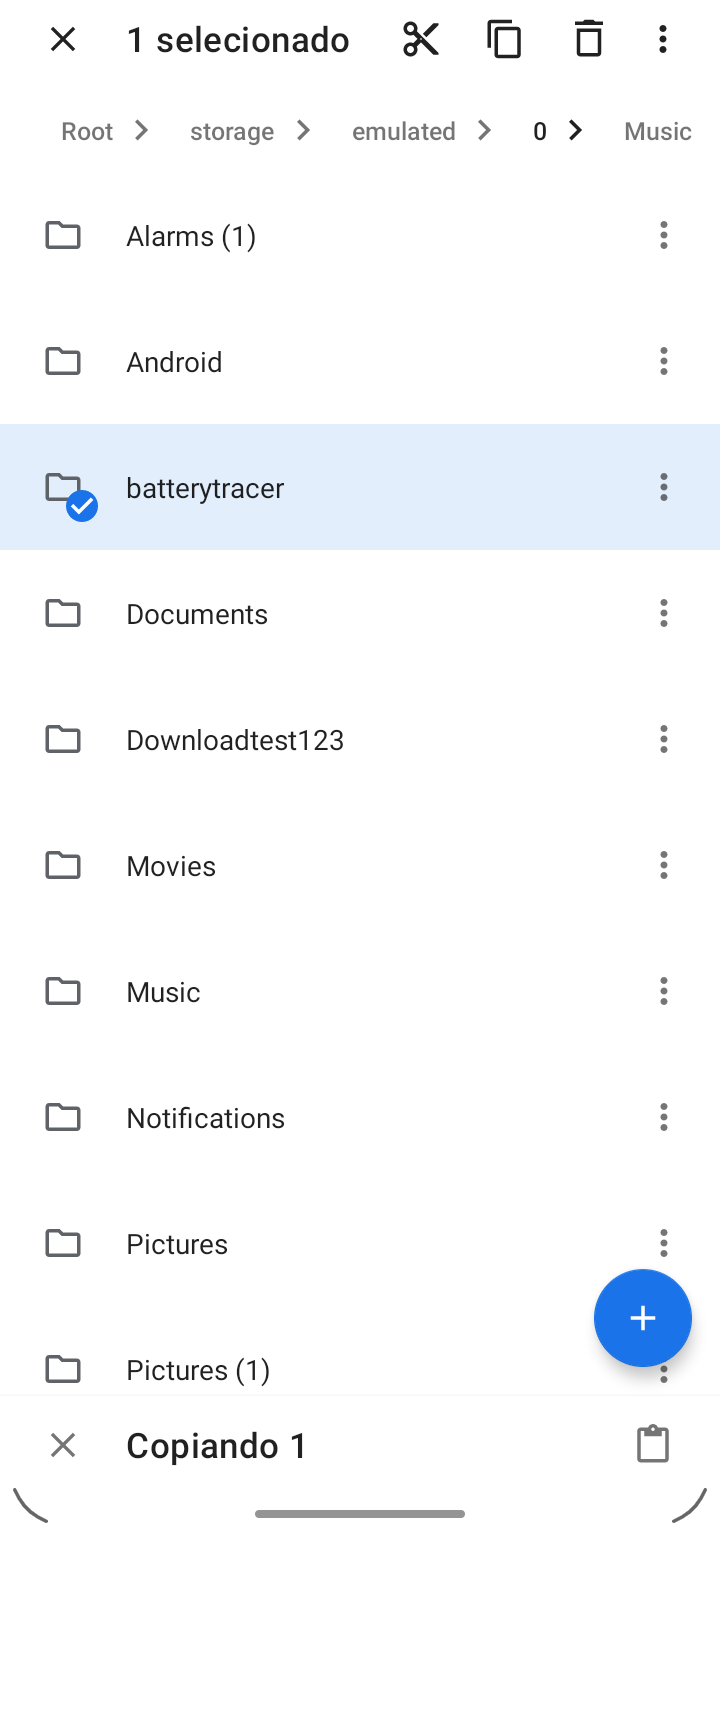 1 selecionado
Root storage emulated 0 Music
Alarms (1)
Android
batterytracer
Documents
Downloadtest123
Movies
Music
Notifications
Pictures
Pictures (1)
Copiando 1